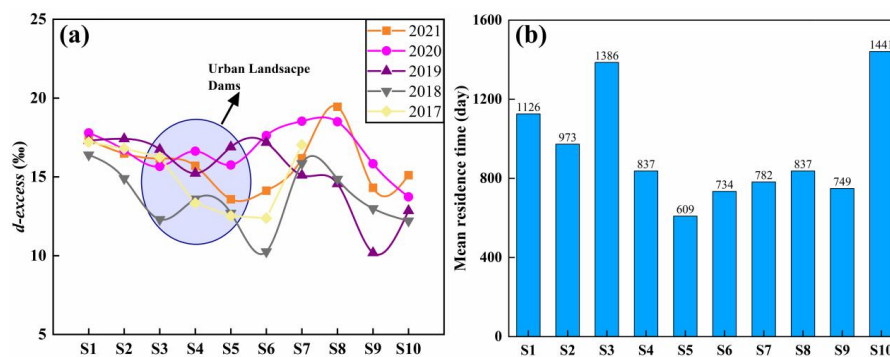 (a)
25
20
15
10
5
d-excess (‰)
Urban Landsacpe
Dams
2021
2020
2019
2018
2017
S1 S2 S3 S4 S5 S6 S7 S8 S9 S10
(b)
1600
1200
800
400
0
Mean residence time (day)
1126 973 1386 837 609 734 782 837 749 1441
S1 S2 S3 S4 S5 S6 S7 S8 S9 S10